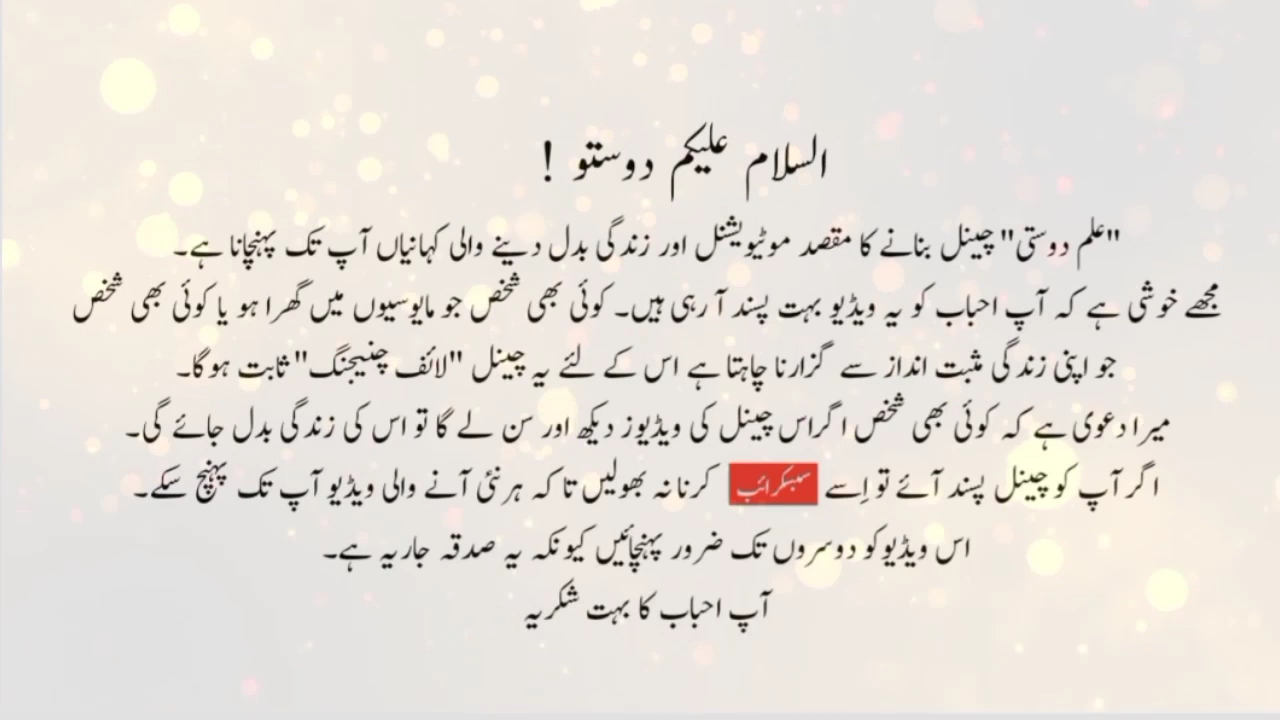 السلام علیکم دوستو !
"علم دوستی" چینل بنانے کا مقصد موٹیویشنل اور زندگی بدل دینے والی کہانیاں آپ تک پہنچانا ہے۔
مجھے خوشی ہے کہ آپ احباب کو یہ ویڈیو بہت پسند آ رہی ہیں۔ کوئی بھی شخص جو مایوسیوں میں گھرا ہو یا کوئی بھی شخص
جو اپنی زندگی مثبت انداز سے گزارنا چاہتا ہے اس کے لئے یہ چینل "لائف چنیجنگ" ثابت ہوگا۔
میرا دعوی ہے کہ کوئی بھی شخص اگر اس چینل کی ویڈیوز دیکھ اور سن لے گا تو اس کی زندگی بدل جائے گی۔
اگر آپ کو چینل پسند آئے تو اِسے سبسکرائب کرنا نہ بھولیں تا کہ ہر نئی آنے والی ویڈیو آپ تک پہنچ سکے۔
اس ویڈیو کو دوسروں تک ضرور پہنچائیں کیونکہ یہ صدقہ جاریہ ہے۔
آپ احباب کا بہت شکریہ